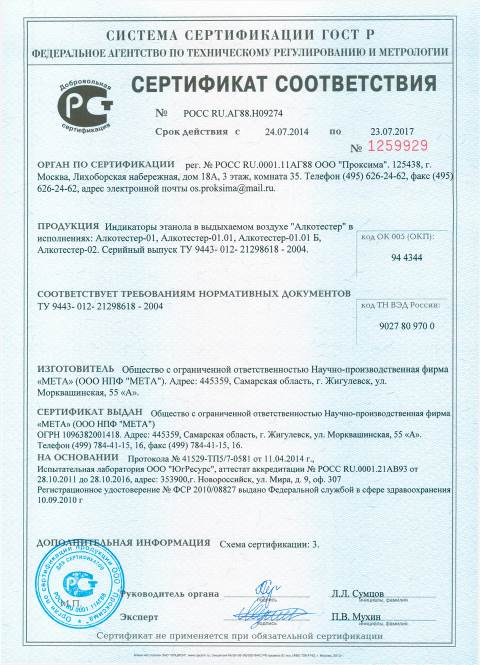 СИСТЕМА СЕРТИФИКАЦИИ ГОСТ Р
ФЕДЕРАЛЬНОЕ АГЕНТСТВО ПО ТЕХНИЧЕСКОМУ РЕГУЛИРОВАНИЮ И МЕТРОЛОГИИ
Добровольная
сертификация
СЕРТИФИКАТ СООТВЕТСТВИЯ
№ РОСС RU.АГ88.Н09274
Срок действия с 24.07.2014 по 23.07.2017
№ 1259929
ОРГАН ПО СЕРТИФИКАЦИИ рег. № РОСС RU.0001.11АГ88 ООО "Проксима". 125438, г.
Москва, Лихоборская набережная, дом 18А, 3 этаж, комната 35. Телефон (495) 626-24-62, факс (495)
626-24-62, адрес электронной почты os.proksima@mail.ru.
ПРОДУКЦИЯ Индикаторы этанола в выдыхаемом воздухе "Алкотестер" в
исполнениях: Алкотестер-01, Алкотестер-01.01, Алкотестер-01.01 Б,
Алкотестер-02. Серийный выпуск ТУ 9443- 012- 21298618 - 2004.
код ОК 005 (ОКП):
94 4344
СООТВЕТСТВУЕТ ТРЕБОВАНИЯМ НОРМАТИВНЫХ ДОКУМЕНТОВ
ТУ 9443- 012- 21298618 - 2004
код ТН ВЭД России:
9027 80 970 0
ИЗГОТОВИТЕЛЬ Общество с ограниченной ответственностью Научно-производственная фирма
«МЕТА» (ООО НПФ "МЕТА"). Адрес: 445359, Самарская область, г. Жигулевск, ул.
Морквашинская, 55 «А».
СЕРТИФИКАТ ВЫДАН Общество с ограниченной ответственностью Научно-производственная фирма
«МЕТА» (ООО НПФ "МЕТА")
ОГРН 1096382001418. Адрес: 445359, Самарская область, г. Жигулевск, ул. Морквашинская, 55 «А».
Телефон (499) 784-41-15, 16, факс (499) 784-41-15, 16.
НА ОСНОВАНИИ Протокола № 41529-ТП5/7-0581 от 11.04.2014 г.,
Испытательная лаборатория ООО "ЮгРесурс", аттестат аккредитации № РОСС RU.0001.21АВ93 от
28.10.2011 до 28.10.2016, адрес: 353900,г. Новороссийск, ул. Мира, д. 9, оф. 307
Регистрационное удостоверение № ФСР 2010/08827 выдано Федеральной службой в сфере здравоохранения
10.09.2010 г
ДОПОЛНИТЕЛЬНАЯ ИНФОРМАЦИЯ Схема сертификации: 3.
Орган по сертификации продукции ООО "Проксима"
ДЛЯ СЕРТИФИКАТОВ
М.П.
Руководитель органа
подпись
Л.Л. Сумцов
инициалы, фамилия
Эксперт
подпись
П.В. Мухин
инициалы, фамилия
Сертификат не применяется при обязательной сертификации